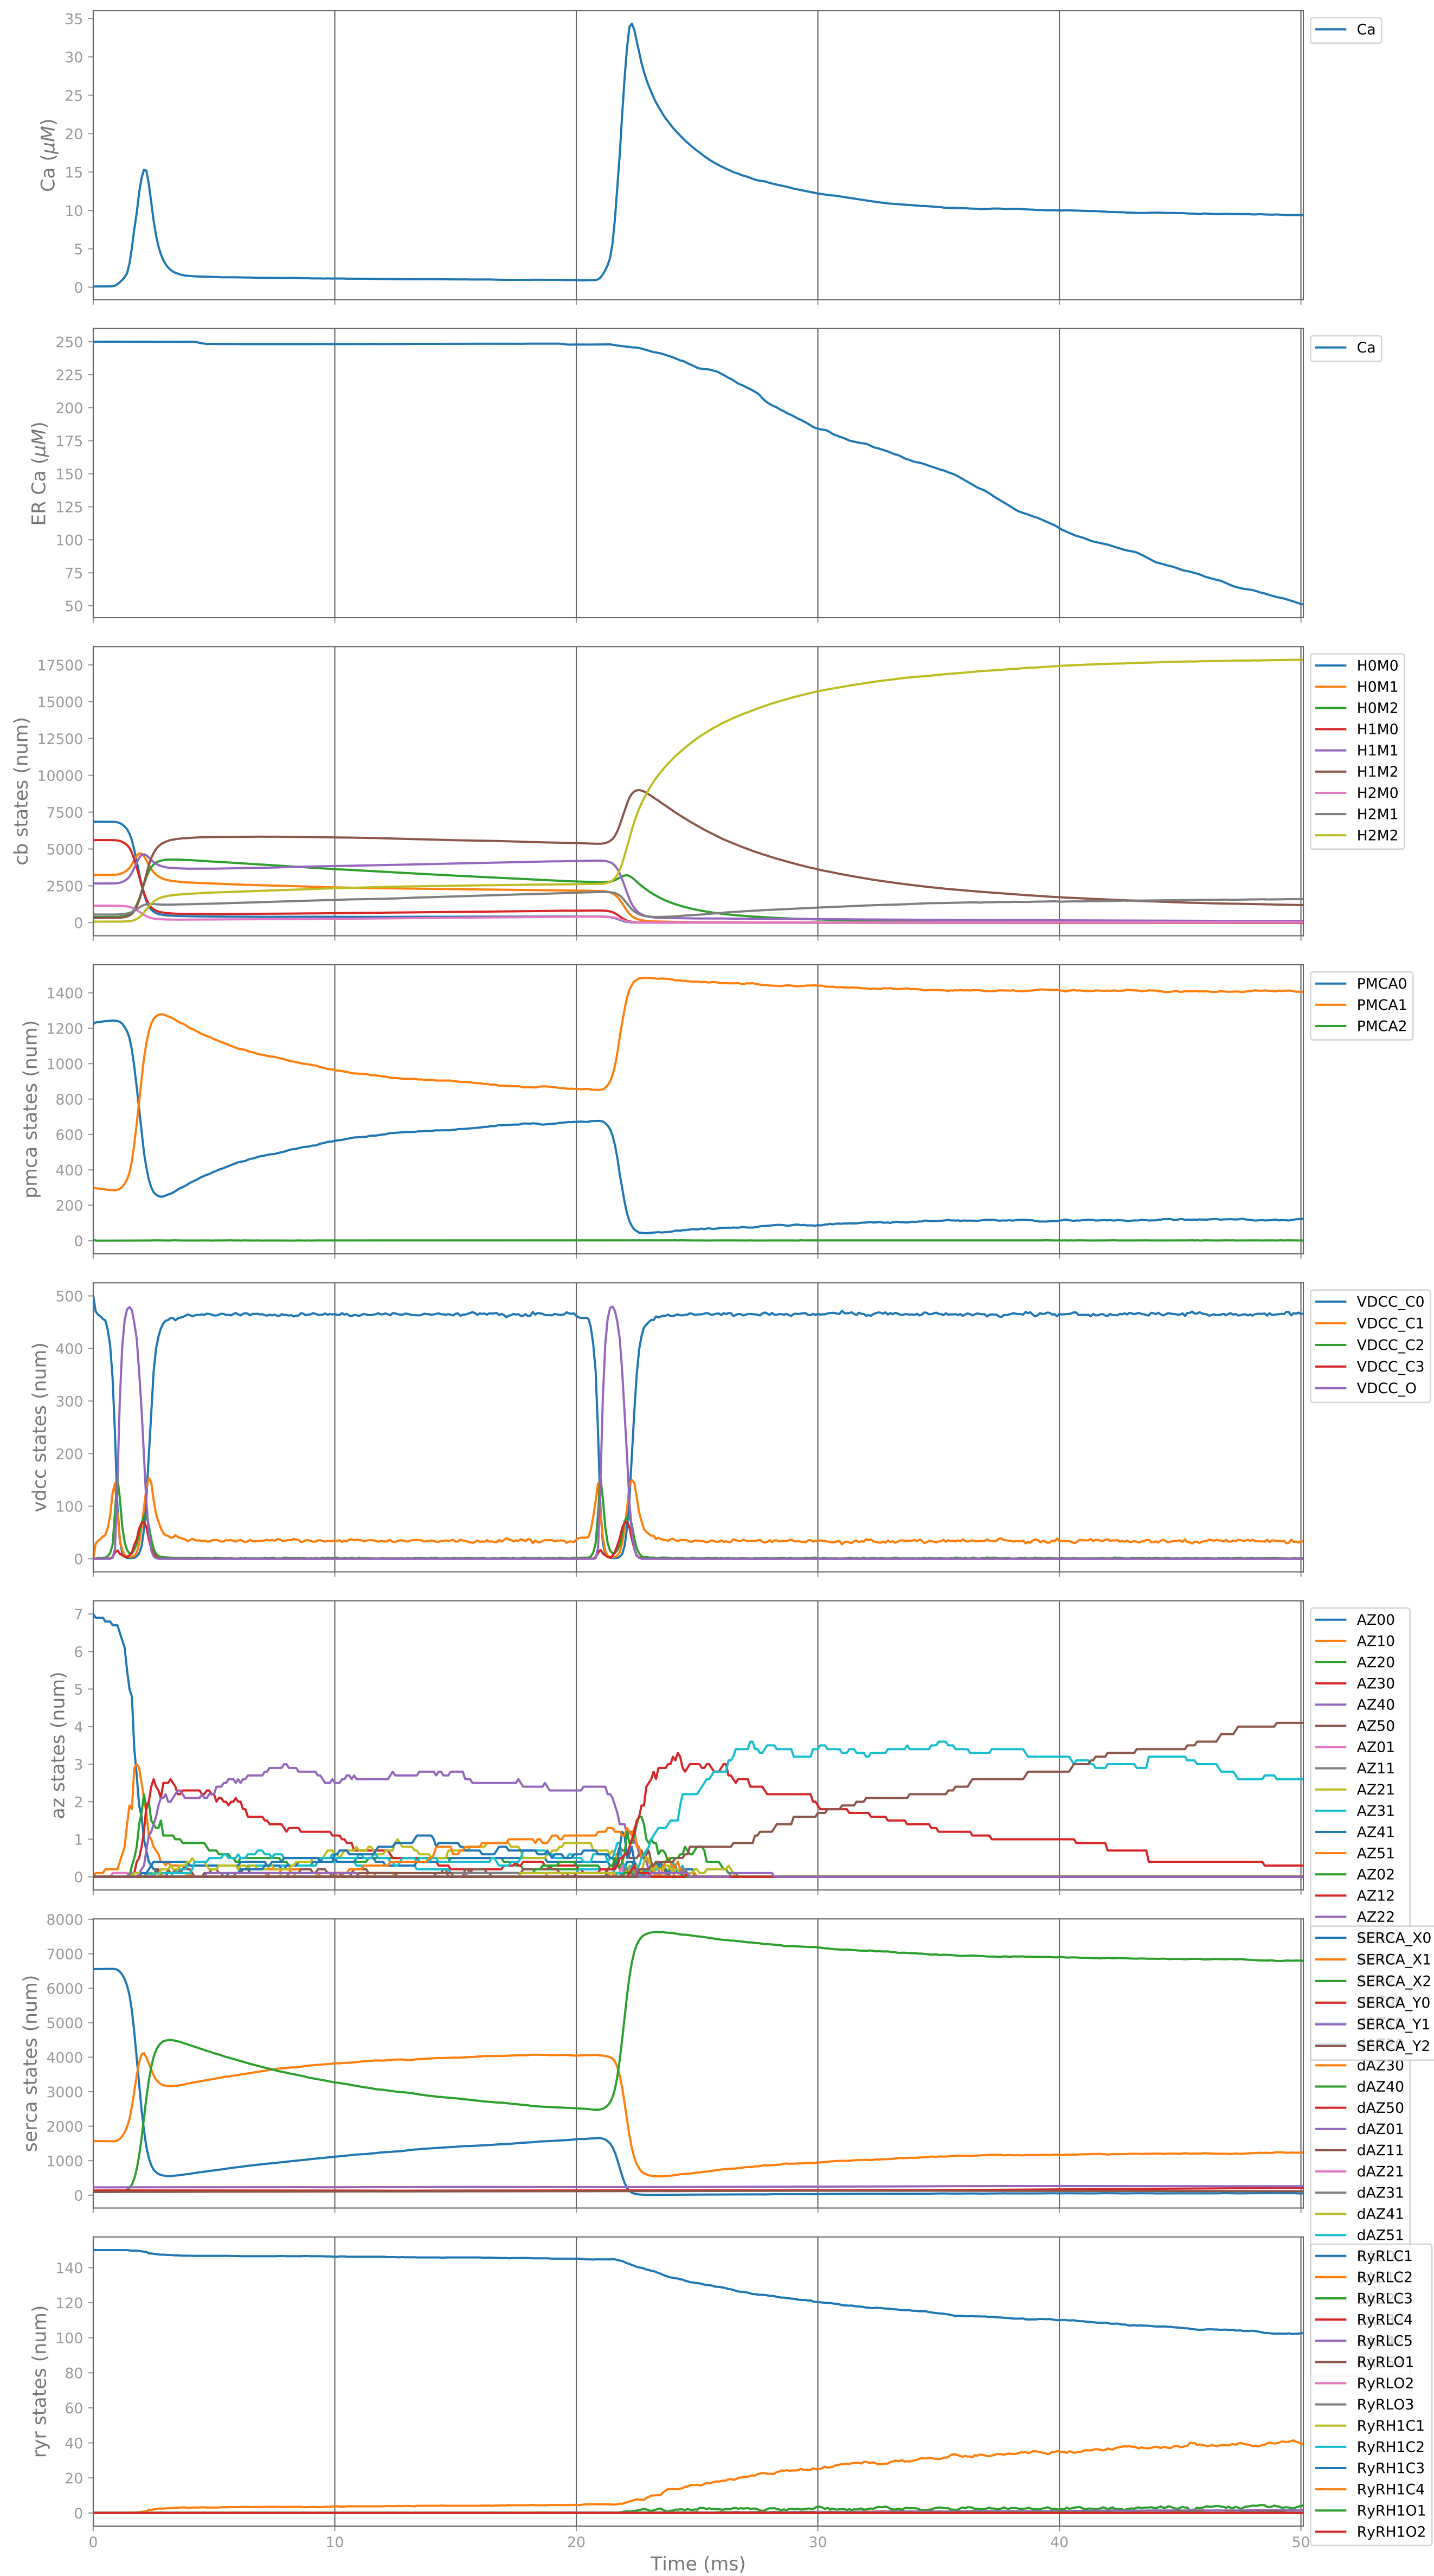 35
30
25
20
15
10
5
0
Ca (μM)
Ca
250
225
200
175
150
125
100
75
50
ER Ca (μM)
Ca
17500
15000
12500
10000
7500
5000
2500
0
cb states (num)
H0M0
H0M1
H0M2
H1M0
H1M1
H1M2
H2M0
H2M1
H2M2
1400
1200
1000
800
600
400
200
0
pmca states (num)
PMCA0
PMCA1
PMCA2
500
400
300
200
100
0
vdcc states (num)
VDCC_C0
VDCC_C1
VDCC_C2
VDCC_C3
VDCC_O
7
6
5
4
3
2
1
0
az states (num)
AZ00
AZ10
AZ20
AZ30
AZ40
AZ50
AZ01
AZ11
AZ21
AZ31
AZ41
AZ51
AZ02
AZ12
AZ22
8000
7000
6000
5000
4000
3000
2000
1000
0
serca states (num)
SERCA_X0
SERCA_X1
SERCA_X2
SERCA_Y0
SERCA_Y1
SERCA_Y2
dAZ30
dAZ40
dAZ50
dAZ01
dAZ11
dAZ21
dAZ31
dAZ41
dAZ51
140
120
100
80
60
40
20
0
ryr states (num)
RyRLC1
RyRLC2
RyRLC3
RyRLC4
RyRLC5
RyRLO1
RyRLO2
RyRLO3
RyRH1C1
RyRH1C2
RyRH1C3
RyRH1C4
RyRH1O1
RyRH1O2
0 10 20 30 40 50
Time (ms)